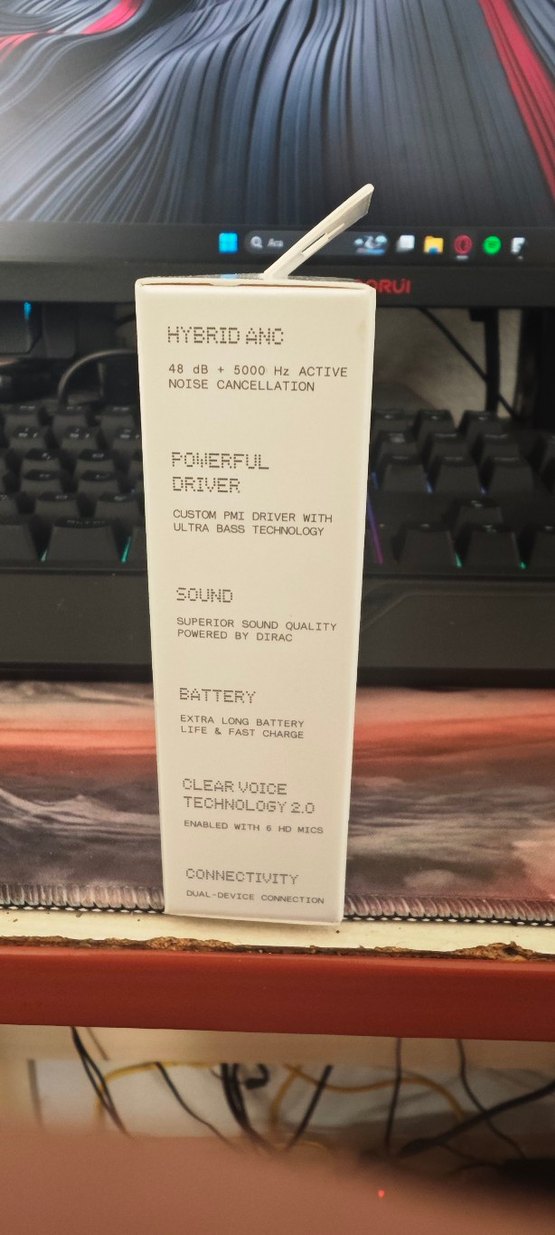 Ara
HYBRID ANC
48 dB + 5000 Hz ACTIVE
NOISE CANCELLATION
POWERFUL
DRIVER
CUSTOM PMI DRIVER WITH
ULTRA BASS TECHNOLOGY
SOUND
SUPERIOR SOUND QUALITY
POWERED BY DIRAC
BATTERY
EXTRA LONG BATTERY
LIFE & FAST CHARGE
CLEAR VOICE
TECHNOLOGY 2.0
ENABLED WITH 6 HD MICS
CONNECTIVITY
DUAL-DEVICE CONNECTION